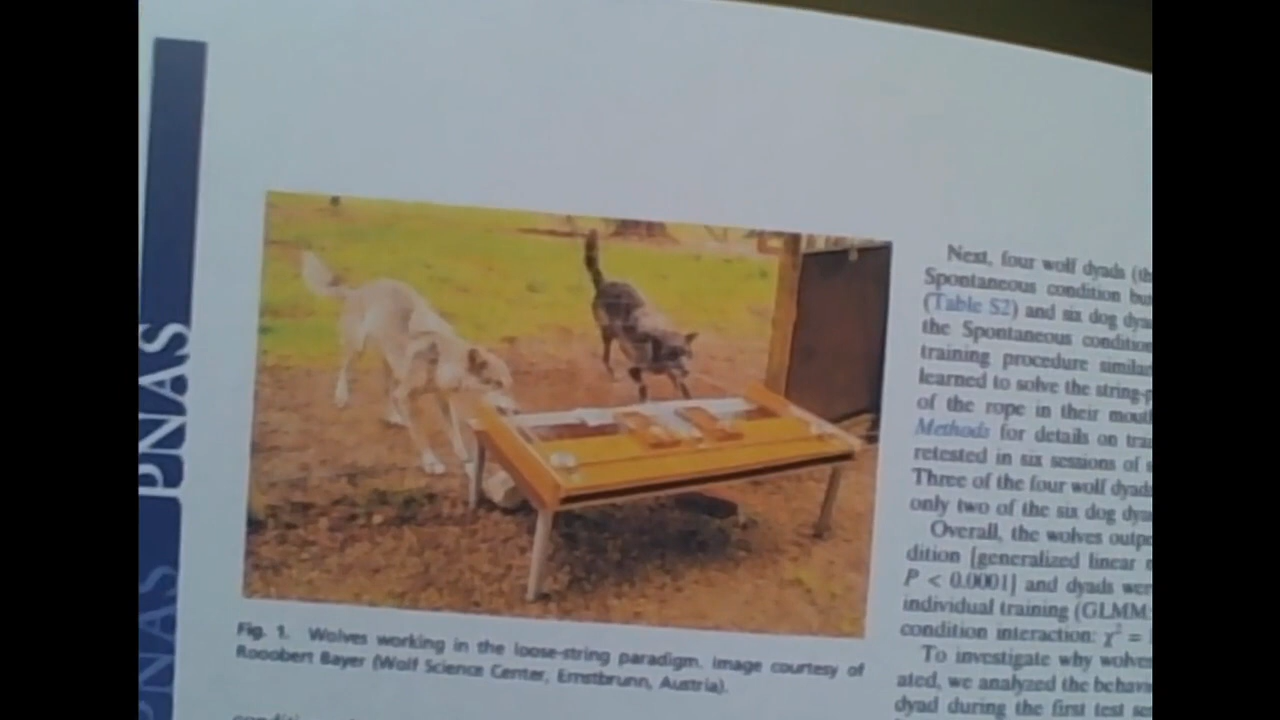 PNAS
PNAS
Fig. 1. Wolves working in the loose-string paradigm. Image courtesy of
Rooobert Bayer (Wolf Science Center, Ernstbrunn, Austria).
Next, four wolf dyads
Spontaneous condition
(Table S2) and six dog
the Spontaneous condition
training procedure
learned to solve the
of the rope in their
Methods for details on
retested in six sessions of
Three of the four wolf dyads
only two of the six dog
Overall, the wolves
dition [generalized linear
P < 0.0001] and dyads
individual training (GLMM
condition interaction: χ² =
To investigate why wolves
ated, we analyzed the
dyad during the first test